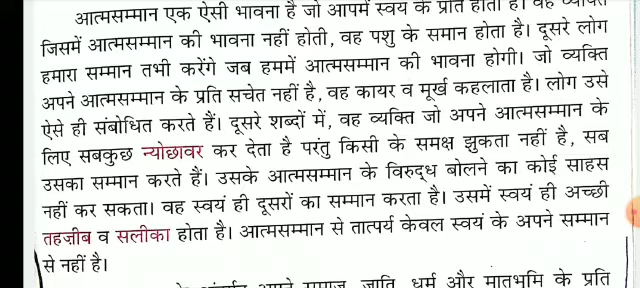 आत्मसम्मान एक ऐसी भावना है जो आपमें स्वयं के प्रति होती है। वह व्यक्ति
जिसमें आत्मसम्मान की भावना नहीं होती, वह पशु के समान होता है। दूसरे लोग
हमारा सम्मान तभी करेंगे जब हममें आत्मसम्मान की भावना होगी। जो व्यक्ति
अपने आत्मसम्मान के प्रति सचेत नहीं है, वह कायर व मूर्ख कहलाता है। लोग उसे
ऐसे ही संबोधित करते हैं। दूसरे शब्दों में, वह व्यक्ति जो अपने आत्मसम्मान के
लिए सबकुछ न्योछावर कर देता है परंतु किसी के समक्ष झुकता नहीं है, सब
उसका सम्मान करते हैं। उसके आत्मसम्मान के विरुद्ध बोलने का कोई साहस
नहीं कर सकता। वह स्वयं ही दूसरों का सम्मान करता है। उसमें स्वयं ही अच्छी
तहज़ीब व सलीका होता है। आत्मसम्मान से तात्पर्य केवल स्वयं के अपने सम्मान
से नहीं है।
अपने समाज, जाति, धर्म और मातृभूमि के प्रति